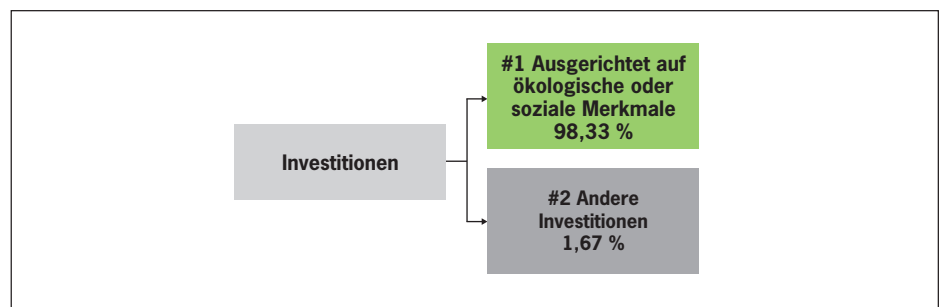 #1 Ausgerichtet auf
ökologische oder
soziale Merkmale
98,33 %
Investitionen
#2 Andere
Investitionen
1,67 %